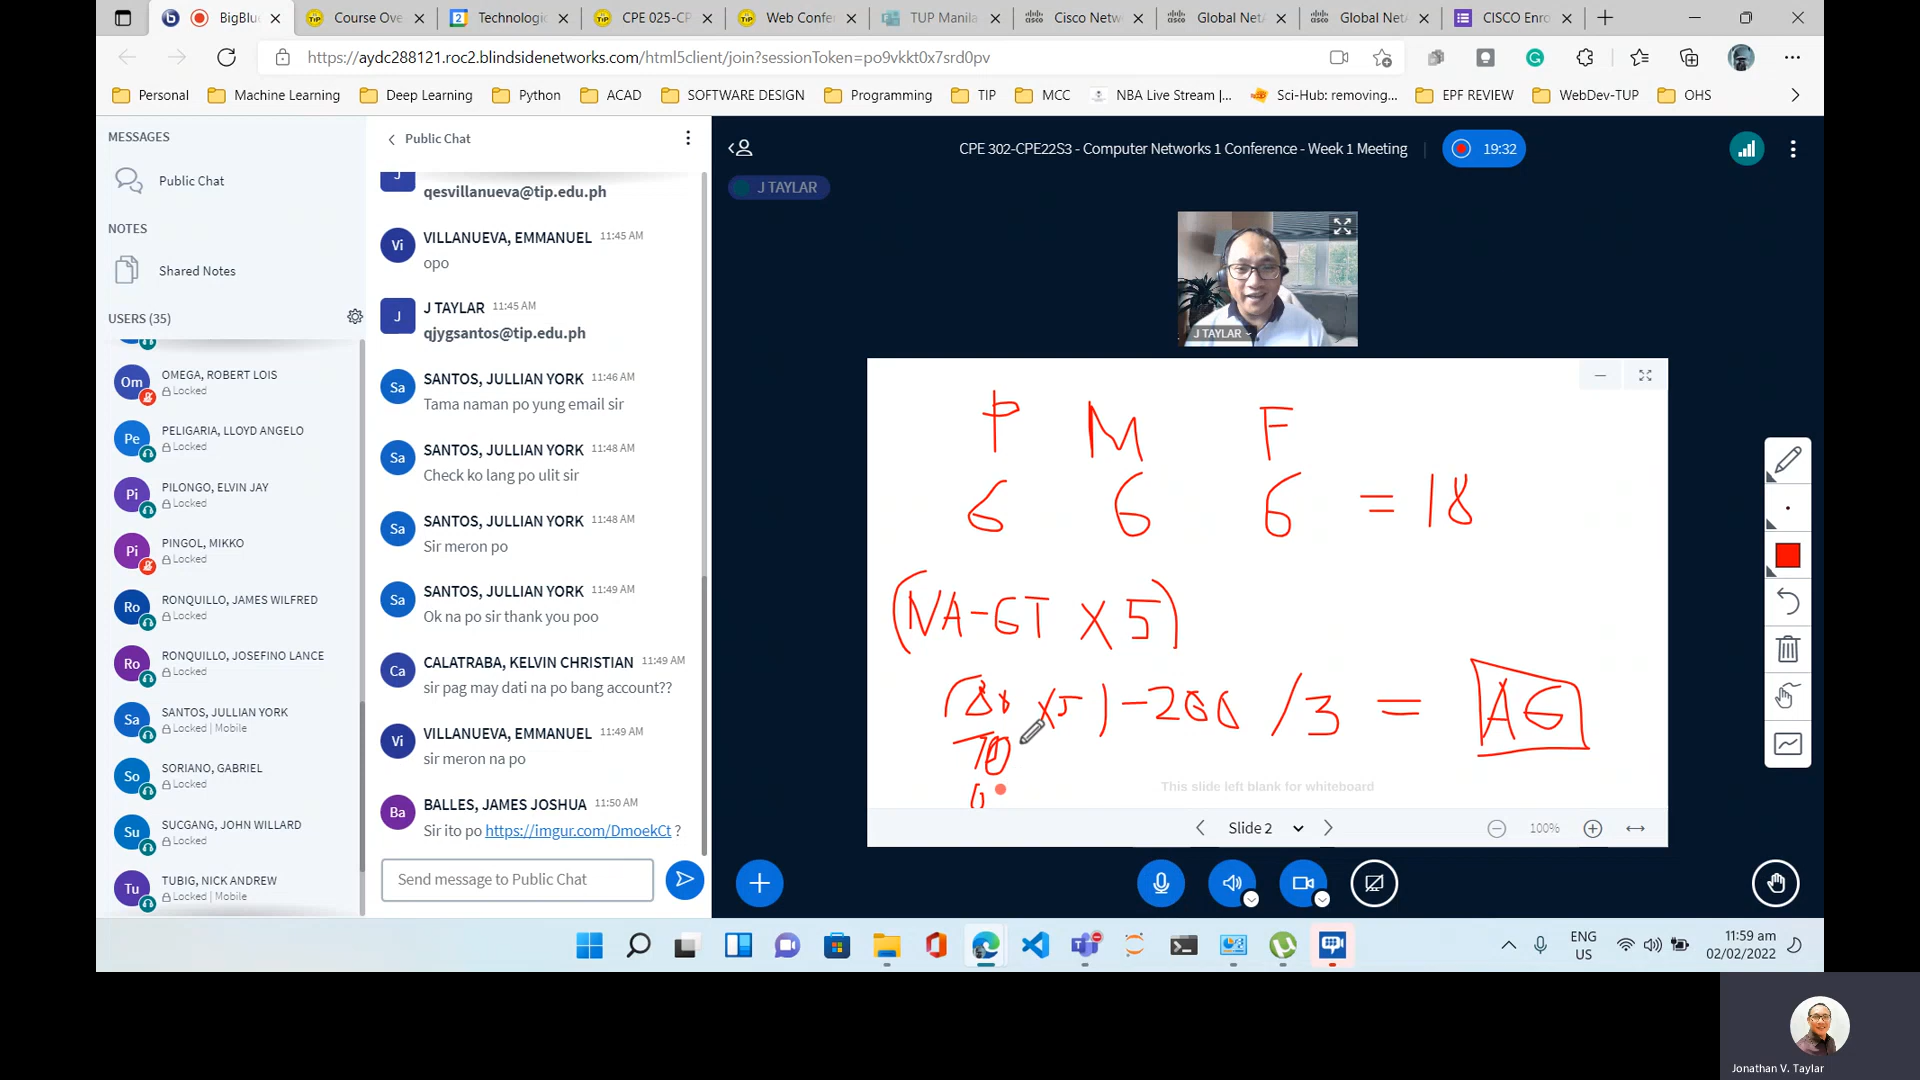 BigBlu
Course Ove
Technologic
CPE 025-CP
Web Confer
TUP Manila
Cisco Netw
Global NetA
Global NetA
CISCO Enro
https://aydc288121.roc2.blindsidenetworks.com/html5client/join?sessionToken=po9vkkt0x7srd0pv
Personal
Machine Learning
Deep Learning
Python
ACAD
SOFTWARE DESIGN
Programming
TIP
MCC
NBA Live Stream |...
Sci-Hub: removing...
EPF REVIEW
WebDev-TUP
OHS
MESSAGES
Public Chat
NOTES
Shared Notes
USERS (35)
Om
OMEGA, ROBERT LOIS
Locked
Pe
PELIGARIA, LLOYD ANGELO
Locked
Pi
PILONGO, ELVIN JAY
Locked
Pi
PINGOL, MIKKO
Locked
Ro
RONQUILLO, JAMES WILFRED
Locked
Ro
RONQUILLO, JOSEFINO LANCE
Locked
Sa
SANTOS, JULLIAN YORK
Locked | Mobile
So
SORIANO, GABRIEL
Locked
Su
SUCGANG, JOHN WILLARD
Locked
Tu
TUBIG, NICK ANDREW
Locked | Mobile
Public Chat
J
qesvillanueva@tip.edu.ph
Vi
VILLANUEVA, EMMANUEL 11:45 AM
opo
J
J TAYLAR 11:45 AM
qjygsantos@tip.edu.ph
Sa
SANTOS, JULLIAN YORK 11:46 AM
Tama naman po yung email sir
Sa
SANTOS, JULLIAN YORK 11:48 AM
Check ko lang po ulit sir
Sa
SANTOS, JULLIAN YORK 11:48 AM
Sir meron po
Sa
SANTOS, JULLIAN YORK 11:49 AM
Ok na po sir thank you poo
Ca
CALATRABA, KELVIN CHRISTIAN 11:49 AM
sir pag may dati na po bang account??
Vi
VILLANUEVA, EMMANUEL 11:49 AM
sir meron na po
Ba
BALLES, JAMES JOSHUA 11:50 AM
Sir ito po https://imgur.com/DmoekCt ?
Send message to Public Chat
CPE 302-CPE22S3 - Computer Networks 1 Conference - Week 1 Meeting
19:32
J TAYLAR
J TAYLAR
P M F
6 6 6 = 18
(NA-GT X 5)
x5) - 200 /3 = AG
70
This slide left blank for whiteboard
Slide 2
100%
ENG
US
11:59 am
02/02/2022
Jonathan V. Taylar